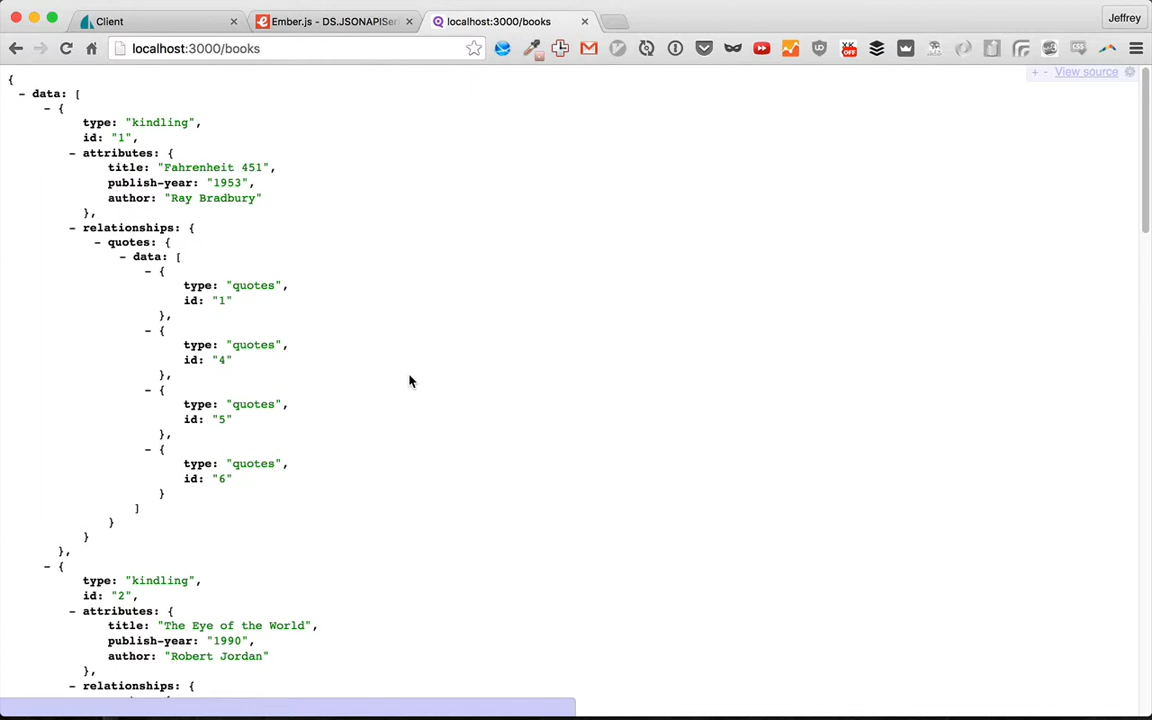 Client
Ember.js - DS.JSONAPISer
localhost:3000/books
Jeffrey
localhost:3000/books
+ - View source
{
- data: [
- {
type: "kindling",
id: "1",
- attributes: {
title: "Fahrenheit 451",
publish-year: "1953",
author: "Ray Bradbury"
},
- relationships: {
- quotes: {
- data: [
- {
type: "quotes",
id: "1"
},
- {
type: "quotes",
id: "4"
},
- {
type: "quotes",
id: "5"
},
- {
type: "quotes",
id: "6"
}
]
}
}
},
- {
type: "kindling",
id: "2",
- attributes: {
title: "The Eye of the World",
publish-year: "1990",
author: "Robert Jordan"
},
- relationships: {